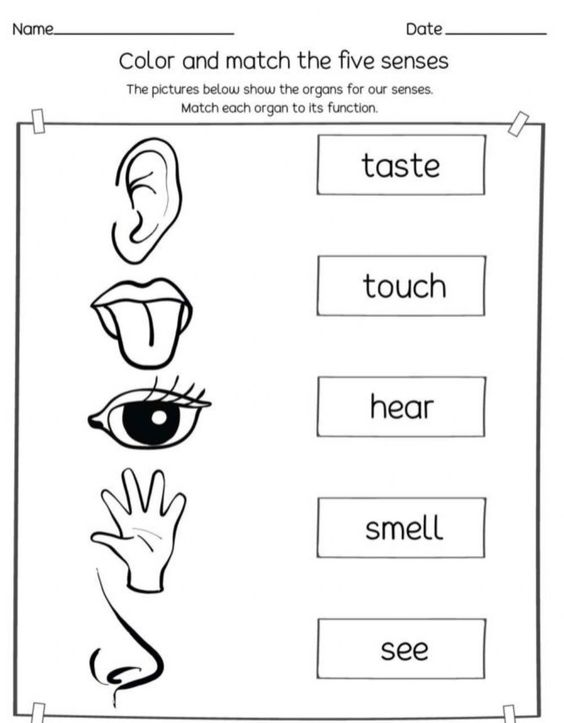 Name Date
Color and match the five senses
The pictures below show the organs for our senses.
Match each organ to its function.
taste
touch
hear
smell
see